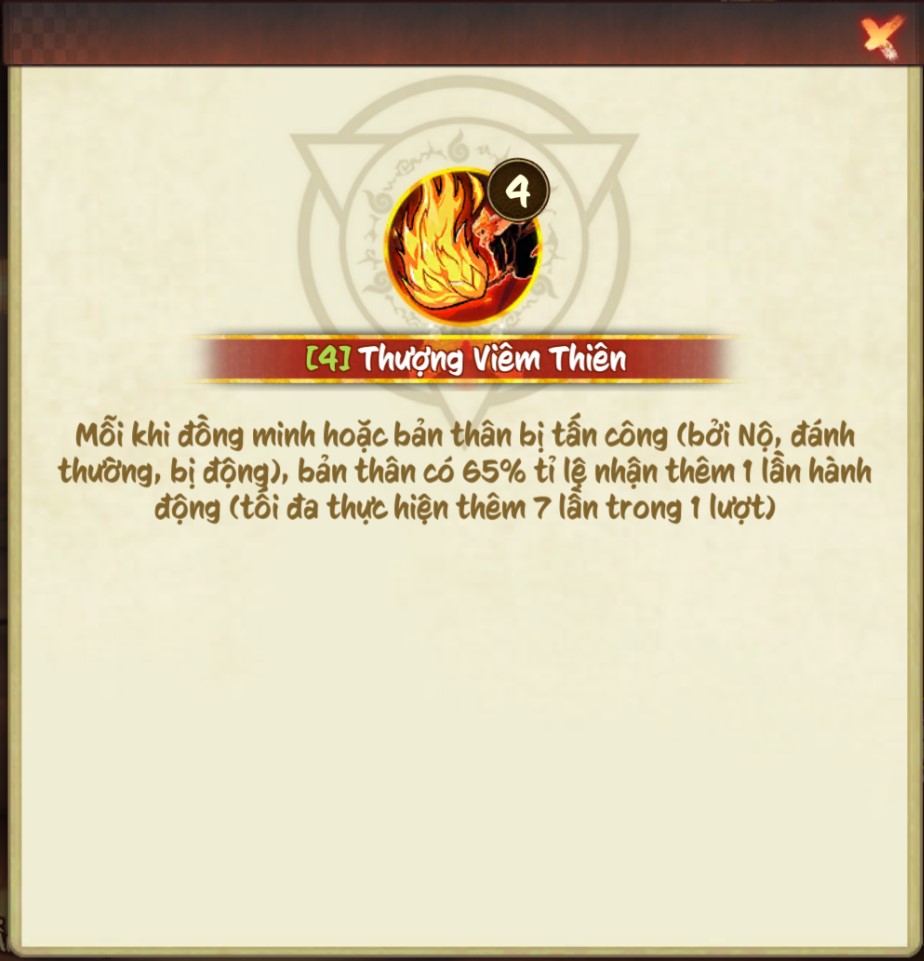 4
[4] Thượng Viêm Thiên
Mỗi khi đồng minh hoặc bản thân bị tấn công (bởi Nộ, đánh
thường, bị động), bản thân có 65% tỉ lệ nhận thêm 1 lần hành
động (tối đa thực hiện thêm 7 lần trong 1 lượt)